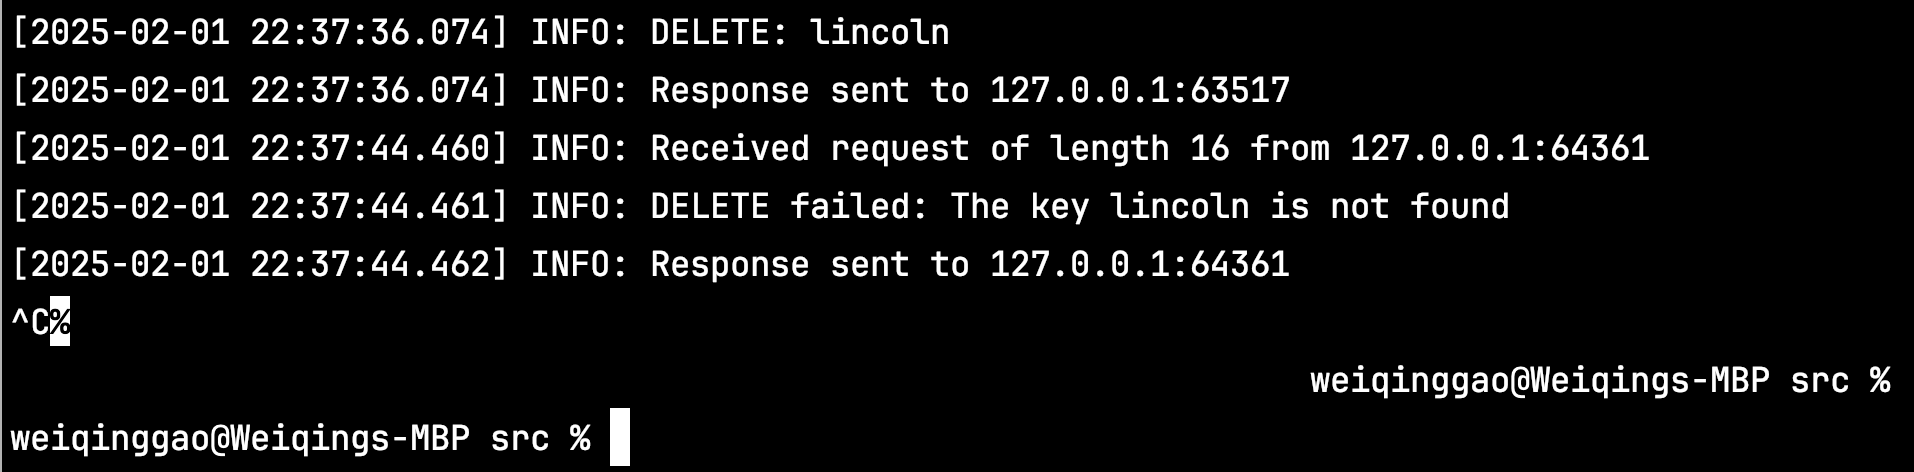 [2025-02-01 22:37:36.074] INFO: DELETE: lincoln
[2025-02-01 22:37:36.074] INFO: Response sent to 127.0.0.1:63517
[2025-02-01 22:37:44.460] INFO: Received request of length 16 from 127.0.0.1:64361
[2025-02-01 22:37:44.461] INFO: DELETE failed: The key lincoln is not found
[2025-02-01 22:37:44.462] INFO: Response sent to 127.0.0.1:64361
^C%
weiqinggao@Weiqings-MBP src %
weiqinggao@Weiqings-MBP src %